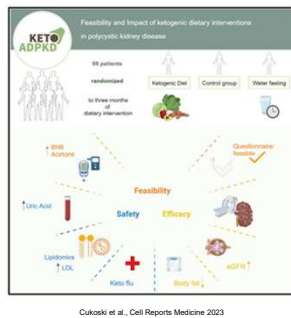 KETO
ADPKD
Feasibility and Impact of ketogenic dietary interventions
in polycystic kidney disease
66 patients
randomized
to three months
of
dietary intervention
Ketogenic Diet
Control group
Water fasting
↑ BHB
Acetone
Questionnaire:
feasible
Feasibility
↑ Uric Acid
Safety
Efficacy
Lipidomics
↑ LDL
eGFR ↑
Keto flu
Body fat ↓
Cukoski et al., Cell Reports Medicine 2023